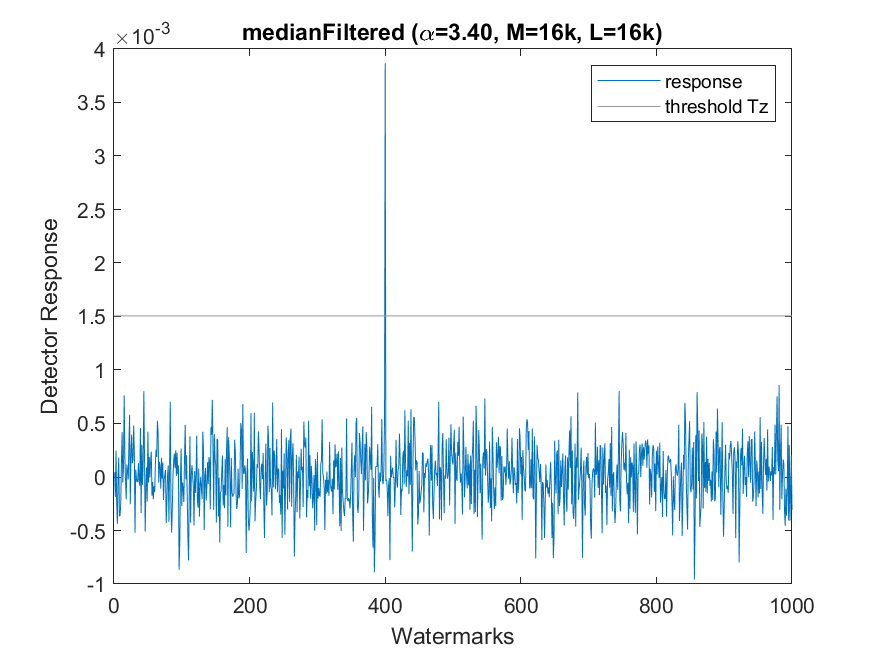 medianFiltered (α=3.40, M=16k, L=16k)
×10⁻³
4
3.5
3
2.5
2
1.5
1
0.5
0
-0.5
-1
Detector Response
response
threshold Tz
0 200 400 600 800 1000
Watermarks